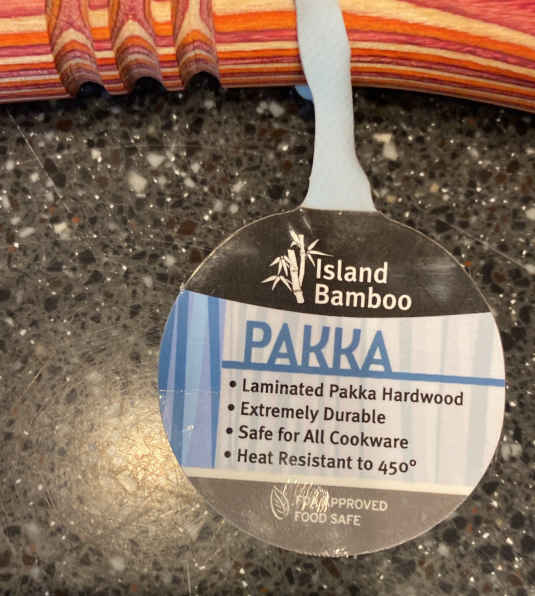 Island
Bamboo
PAKKA
• Laminated Pakka Hardwood
• Extremely Durable
• Safe for All Cookware
• Heat Resistant to 450°
FDA APPROVED
FOOD SAFE